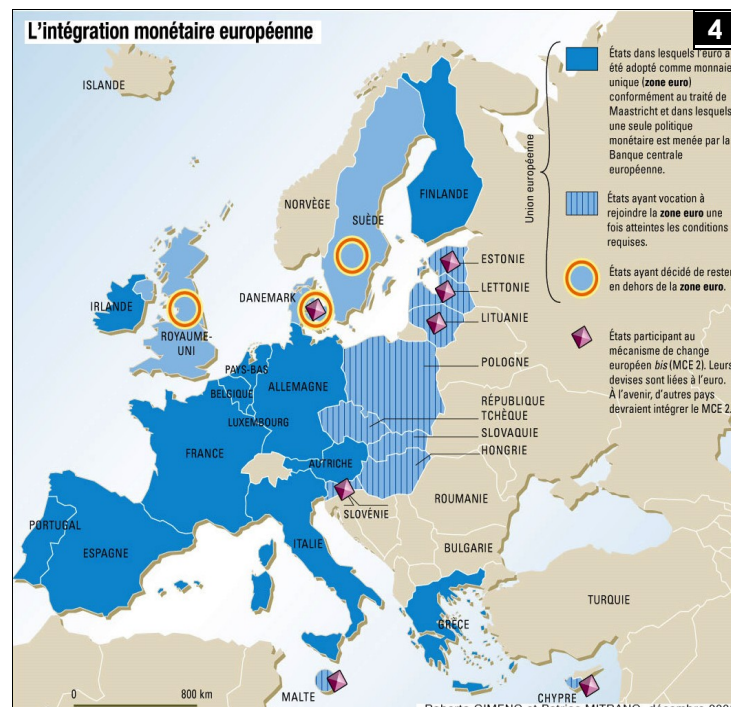 L'intégration monétaire européenne
4
ISLANDE
NORVÈGE
SUÈDE
FINLANDE
ESTONIE
LETTONIE
LITUANIE
DANEMARK
IRLANDE
ROYAUME-
UNI
PAYS-BAS
BELGIQUE
LUXEMBOURG
ALLEMAGNE
POLOGNE
RÉPUBLIQUE
TCHÈQUE
SLOVAQUIE
HONGRIE
FRANCE
AUTRICHE
SLOVÉNIE
ROUMANIE
BULGARIE
PORTUGAL
ESPAGNE
ITALIE
GRÈCE
TURQUIE
MALTE
CHYPRE
0 800 km
Union européenne
États dans lesquels l'euro a
été adopté comme monnaie
unique (zone euro)
conformément au traité de
Maastricht et dans lesquels
une seule politique
monétaire est menée par la
Banque centrale
européenne.
États ayant vocation à
rejoindre la zone euro une
fois atteintes les conditions
requises.
États ayant décidé de rester
en dehors de la zone euro.
États participant au
mécanisme de change
européen bis (MCE 2). Leurs
devises sont liées à l'euro.
À l'avenir, d'autres pays
devraient intégrer le MCE 2.